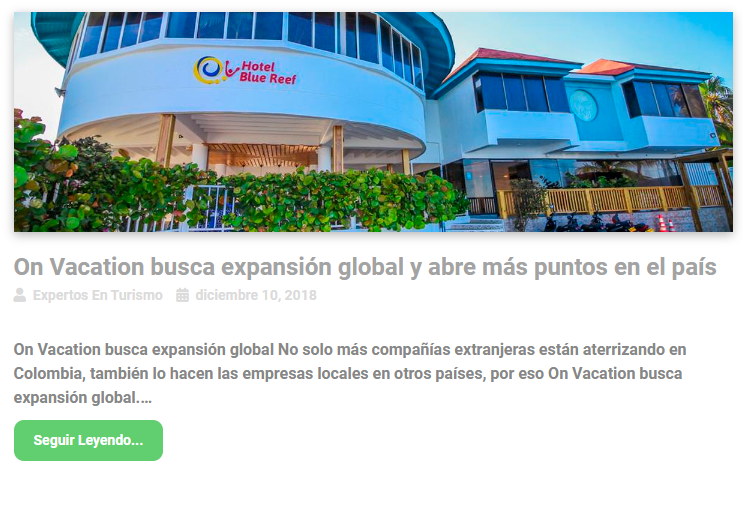 Hotel
Blue Reef
On Vacation busca expansión global y abre más puntos en el país
Expertos En Turismo diciembre 10, 2018
On Vacation busca expansión global No solo más compañías extranjeras están aterrizando en
Colombia, también lo hacen las empresas locales en otros países, por eso On Vacation busca
expansión global.…
Seguir Leyendo...